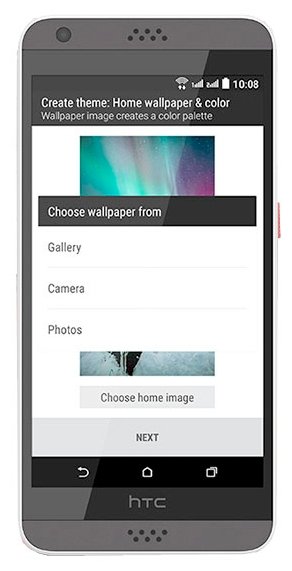 10:08
Create theme: Home wallpaper & color
Wallpaper image creates a color palette
Choose wallpaper from
Gallery
Camera
Photos
Choose home image
NEXT
hTC